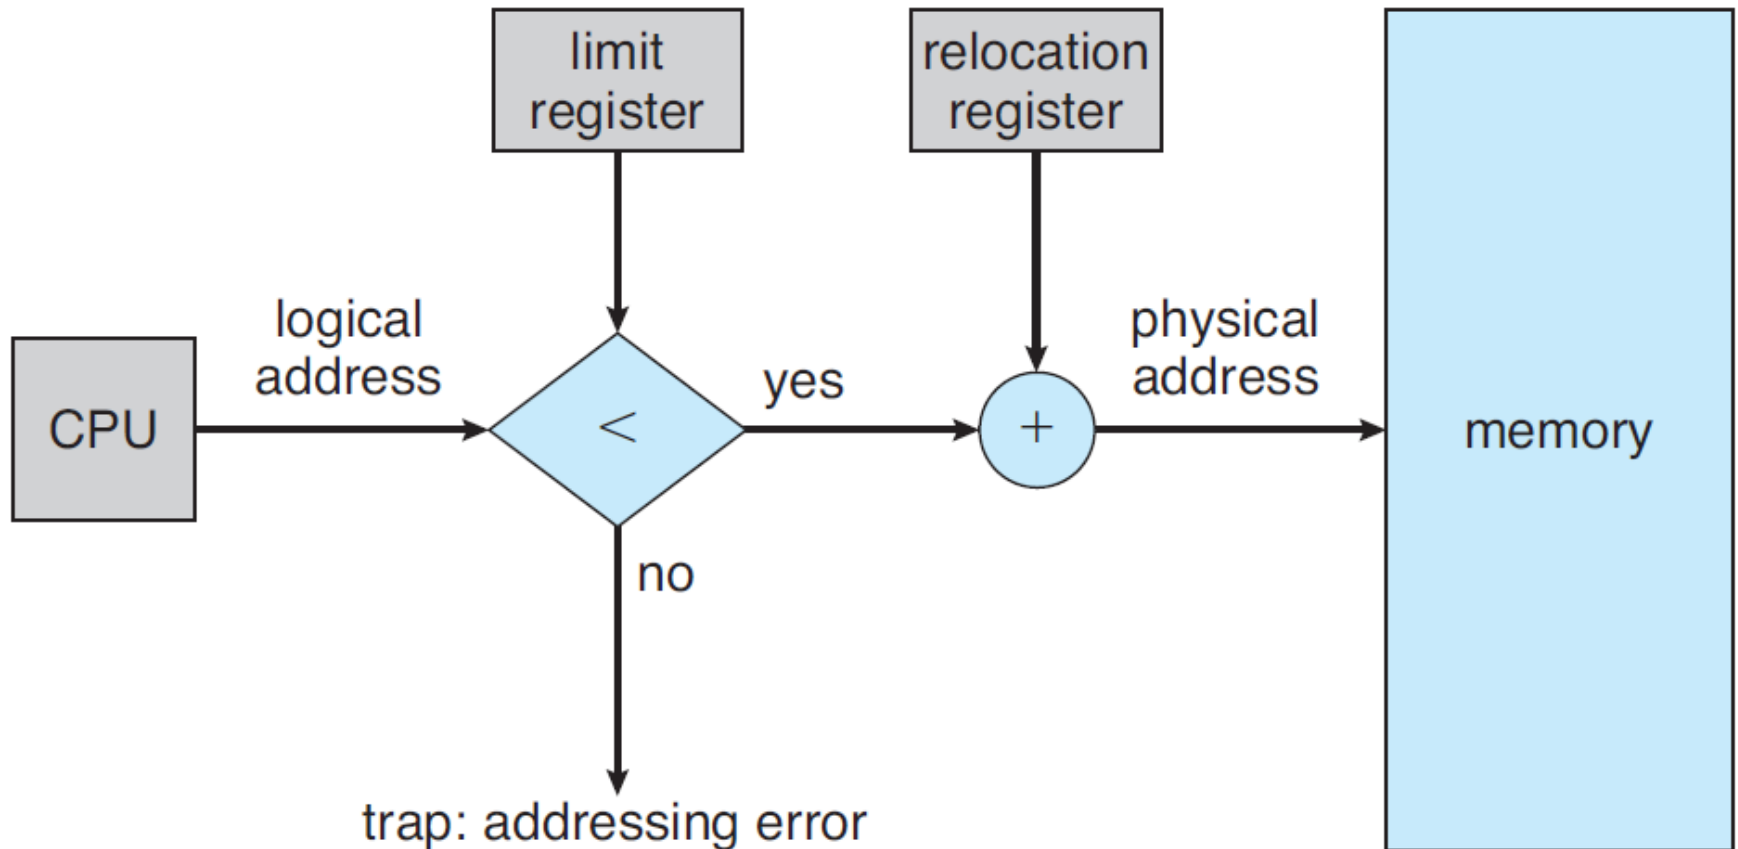 limit
register
relocation
register
logical
address
physical
address
CPU
<
yes
+
memory
no
trap: addressing error